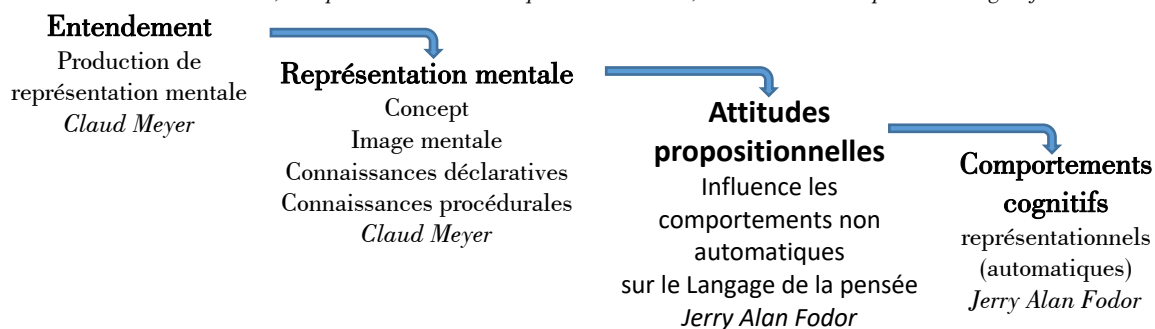 Entendement
Production de
représentation mentale
Claud Meyer
Représentation mentale
Concept
Image mentale
Connaissances déclaratives
Connaissances procédurales
Claud Meyer
Attitudes
propositionnelles
Influence les
comportements non
automatiques
sur le Langage de la pensée
Jerry Alan Fodor
Comportements
cognitifs
représentationnels
(automatiques)
Jerry Alan Fodor